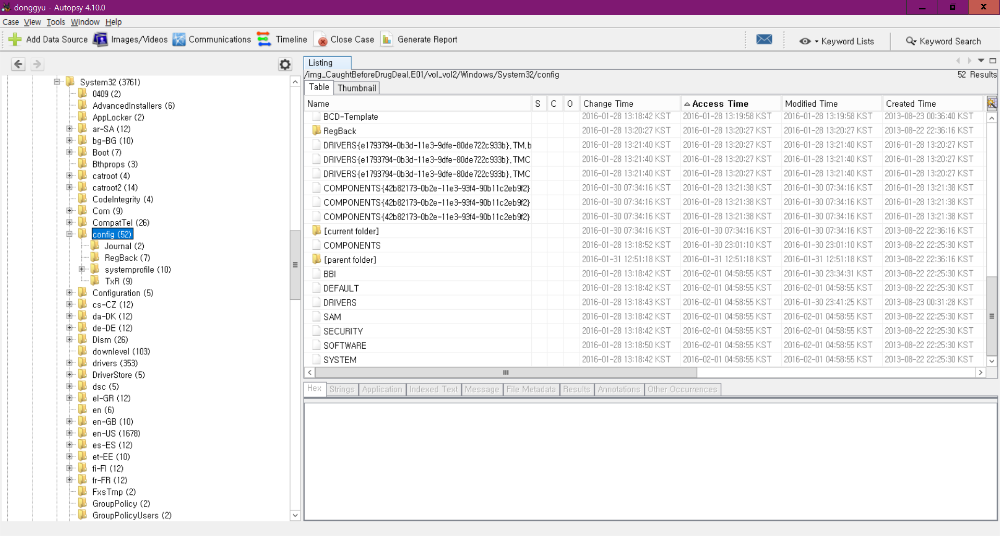 donggyu - Autopsy 4.10.0
Case View Tools Window Help
Add Data Source Images/Videos Communications Timeline Close Case Generate Report Keyword Lists Keyword Search
System32 (3761)
0409 (2)
AdvancedInstallers (6)
AppLocker (2)
ar-SA (12)
bg-BG (10)
Boot (7)
Bthprops (3)
catroot (4)
catroot2 (14)
CodeIntegrity (4)
Com (9)
CompatTel (26)
config (52)
Journal (2)
RegBack (7)
systemprofile (10)
TxR (9)
Configuration (5)
cs-CZ (12)
da-DK (12)
de-DE (12)
Dism (26)
downlevel (103)
drivers (353)
DriverStore (5)
dsc (5)
el-GR (12)
en (6)
en-GB (10)
en-US (1678)
es-ES (12)
et-EE (10)
fi-FI (12)
fr-FR (12)
FxsTmp (2)
GroupPolicy (2)
GroupPolicyUsers (2)
Listing
/img_CaughtBeforeDrugDeal.E01/vol_vol2/Windows/System32/config 52 Results
Table Thumbnail
Name S C O Change Time Access Time Modified Time Created Time
BCD-Template 2016-01-28 13:18:42 KST 2016-01-28 13:19:58 KST 2016-01-28 13:19:58 KST 2013-08-23 00:36:40 KST
RegBack 2016-01-28 13:20:27 KST 2016-01-28 13:20:27 KST 2016-01-28 13:20:27 KST 2013-08-22 22:36:16 KST
DRIVERS{e1793794-0b3d-11e3-9dfe-80de722c933b}.TM.b 2016-01-28 13:21:40 KST 2016-01-28 13:20:27 KST 2016-01-28 13:21:40 KST 2016-01-28 13:20:27 KST
DRIVERS{e1793794-0b3d-11e3-9dfe-80de722c933b}.TMC 2016-01-28 13:21:40 KST 2016-01-28 13:20:27 KST 2016-01-28 13:21:40 KST 2016-01-28 13:20:27 KST
DRIVERS{e1793794-0b3d-11e3-9dfe-80de722c933b}.TMC 2016-01-28 13:21:40 KST 2016-01-28 13:20:27 KST 2016-01-28 13:21:40 KST 2016-01-28 13:20:27 KST
COMPONENTS{42b82173-0b2e-11e3-93f4-90b11c2eb9f2} 2016-01-30 07:34:16 KST 2016-01-28 13:21:38 KST 2016-01-30 07:34:16 KST 2016-01-28 13:21:38 KST
COMPONENTS{42b82173-0b2e-11e3-93f4-90b11c2eb9f2} 2016-01-30 07:34:16 KST 2016-01-28 13:21:38 KST 2016-01-30 07:34:16 KST 2016-01-28 13:21:38 KST
COMPONENTS{42b82173-0b2e-11e3-93f4-90b11c2eb9f2} 2016-01-30 07:34:16 KST 2016-01-28 13:21:38 KST 2016-01-30 07:34:16 KST 2016-01-28 13:21:38 KST
[current folder] 2016-01-30 07:34:16 KST 2016-01-30 07:34:16 KST 2016-01-30 07:34:16 KST 2013-08-22 22:36:16 KST
COMPONENTS 2016-01-28 13:18:52 KST 2016-01-30 23:01:10 KST 2016-01-30 23:01:10 KST 2013-08-22 22:25:30 KST
[parent folder] 2016-01-31 12:51:18 KST 2016-01-31 12:51:18 KST 2016-01-31 12:51:18 KST 2013-08-22 22:36:16 KST
BBI 2016-01-28 13:18:42 KST 2016-02-01 04:58:55 KST 2016-01-30 23:34:31 KST 2013-08-22 22:25:30 KST
DEFAULT 2016-01-28 13:18:42 KST 2016-02-01 04:58:55 KST 2016-02-01 04:58:55 KST 2013-08-22 22:25:30 KST
DRIVERS 2016-01-28 13:18:43 KST 2016-02-01 04:58:55 KST 2016-01-30 23:41:25 KST 2013-08-23 00:31:28 KST
SAM 2016-01-28 13:18:42 KST 2016-02-01 04:58:55 KST 2016-02-01 04:58:55 KST 2013-08-22 22:25:30 KST
SECURITY 2016-01-28 13:18:42 KST 2016-02-01 04:58:55 KST 2016-02-01 04:58:55 KST 2013-08-22 22:25:30 KST
SOFTWARE 2016-01-28 13:18:50 KST 2016-02-01 04:58:55 KST 2016-02-01 04:58:55 KST 2013-08-22 22:25:30 KST
SYSTEM 2016-01-28 13:18:42 KST 2016-02-01 04:58:55 KST 2016-02-01 04:58:55 KST 2013-08-22 22:25:30 KST
Hex Strings Application Indexed Text Message File Metadata Results Annotations Other Occurrences